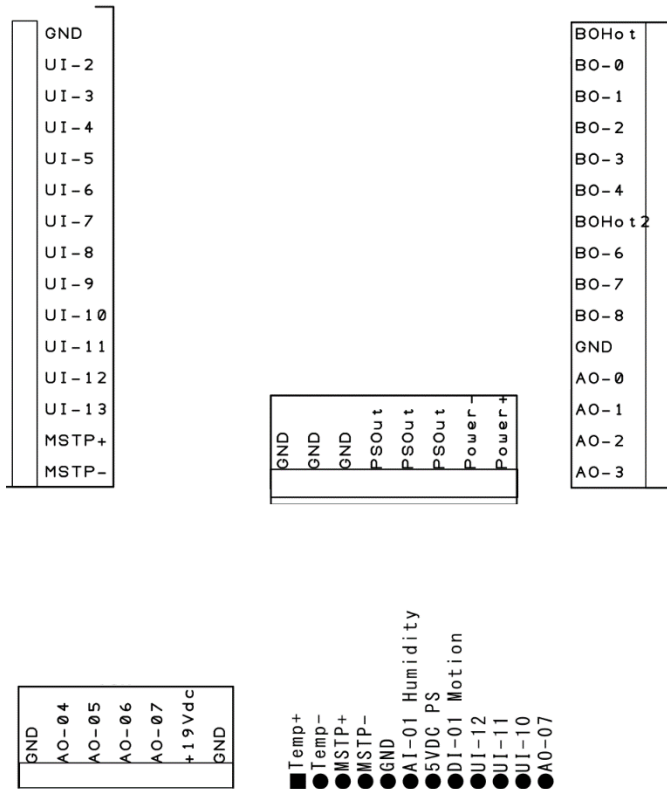 GND
UI-2
UI-3
UI-4
UI-5
UI-6
UI-7
UI-8
UI-9
UI-10
UI-11
UI-12
UI-13
MSTP+
MSTP-
GND
GND
GND
PSOut
PSOut
PSOut
Power-
Power+
BOHot
BO-0
BO-1
BO-2
BO-3
BO-4
BOHot2
BO-6
BO-7
BO-8
GND
AO-0
AO-1
AO-2
AO-3
GND
AO-04
AO-05
AO-06
AO-07
+19Vdc
GND
Temp+
Temp-
MSTP+
MSTP-
GND
AI-01 Humidity
5VDC PS
DI-01 Motion
UI-12
UI-11
UI-10
AO-07